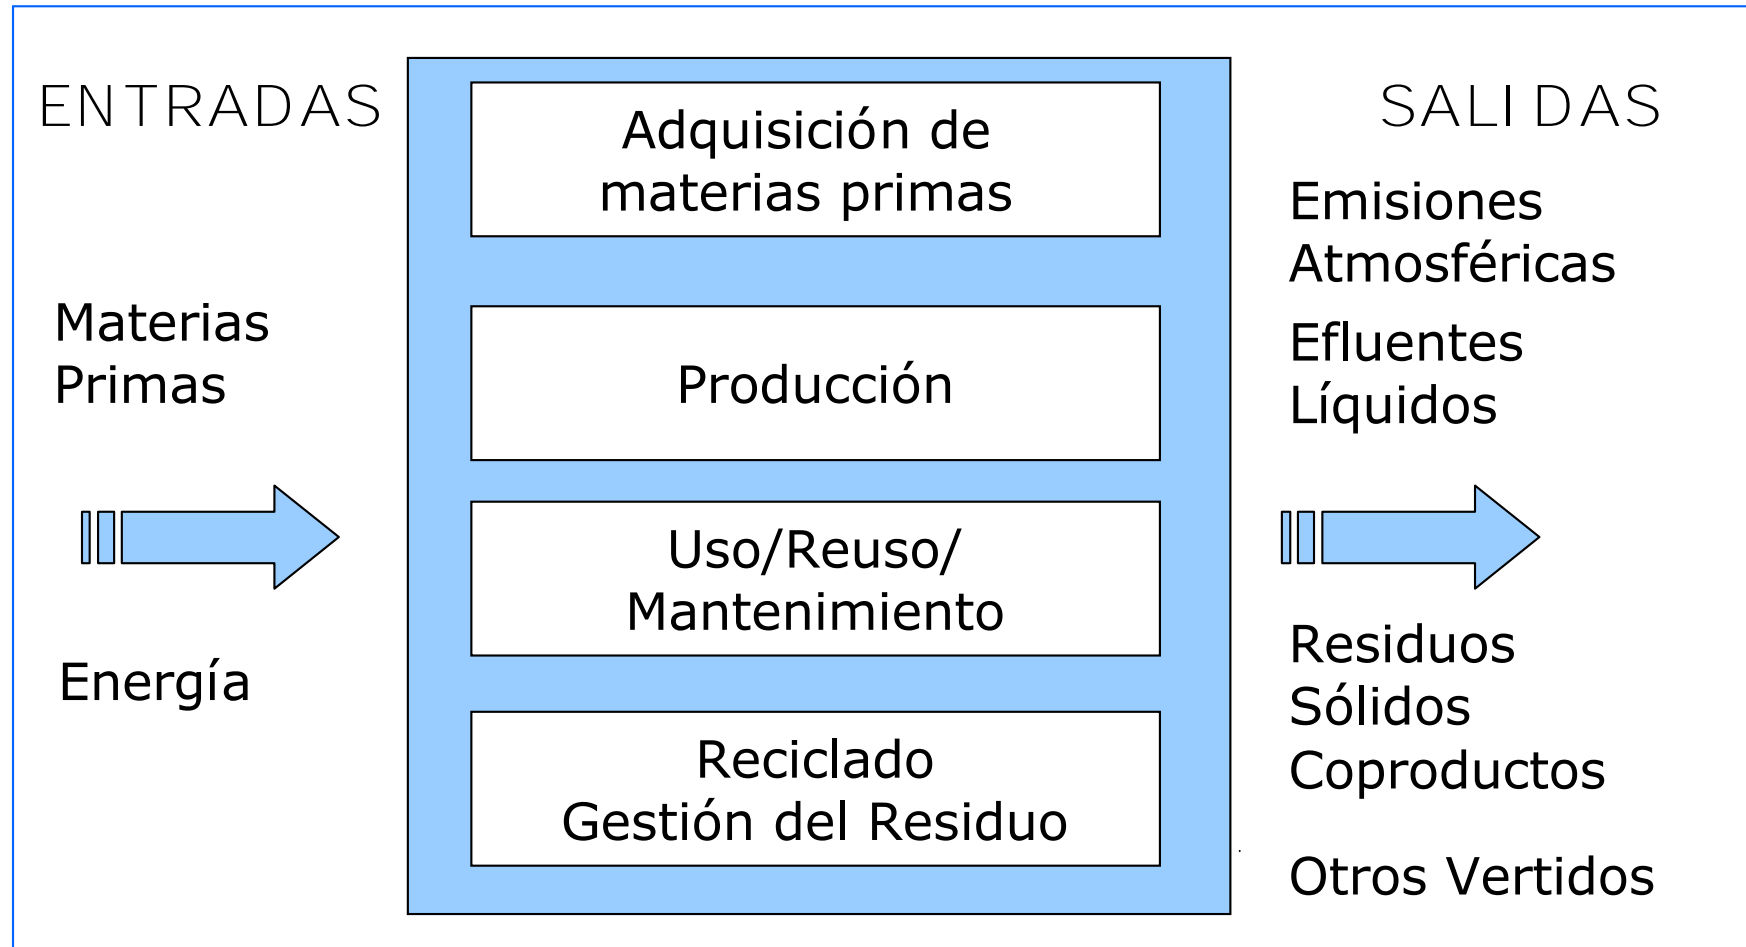 ENTRADAS
Materias
Primas
Energía
Adquisición de
materias primas
Producción
Uso/Reuso/
Mantenimiento
Reciclado
Gestión del Residuo
SALIDAS
Emisiones
Atmosféricas
Efluentes
Líquidos
Residuos
Sólidos
Coproductos
Otros Vertidos